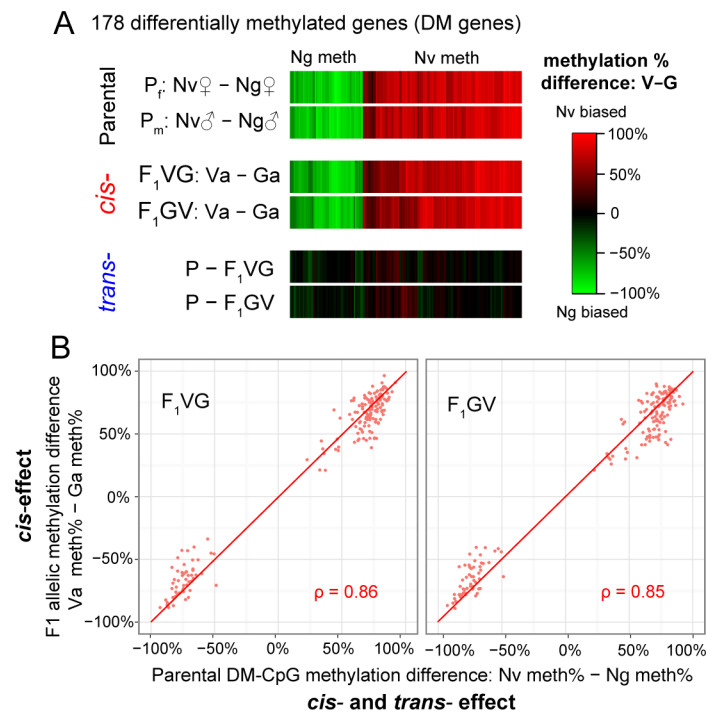 A 178 differentially methylated genes (DM genes)
Ng meth Nv meth
methylation %
difference: V−G
Parental
Pf: Nv♀ − Ng♀
Pm: Nv♂ − Ng♂
Nv biased
100%
50%
0
−50%
−100%
Ng biased
cis-
F1VG: Va − Ga
F1GV: Va − Ga
trans-
P − F1VG
P − F1GV
B
cis-effect
F1 allelic methylation difference
Va meth% − Ga meth%
100%
50%
0%
−50%
−100%
F1VG
ρ = 0.86
F1GV
ρ = 0.85
−100% −50% 0% 50% 100% −100% −50% 0% 50% 100%
Parental DM-CpG methylation difference: Nv meth% − Ng meth%
cis- and trans- effect